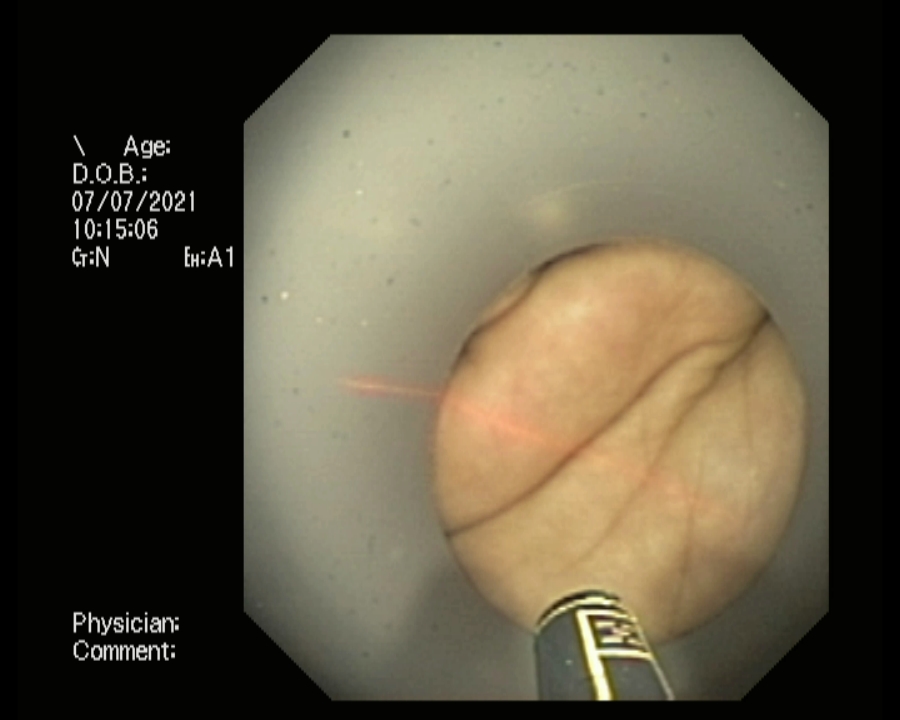 \ Age:
D.O.B.:
07/07/2021
10:15:06
Cr:N Eh:A1
Physician:
Comment: